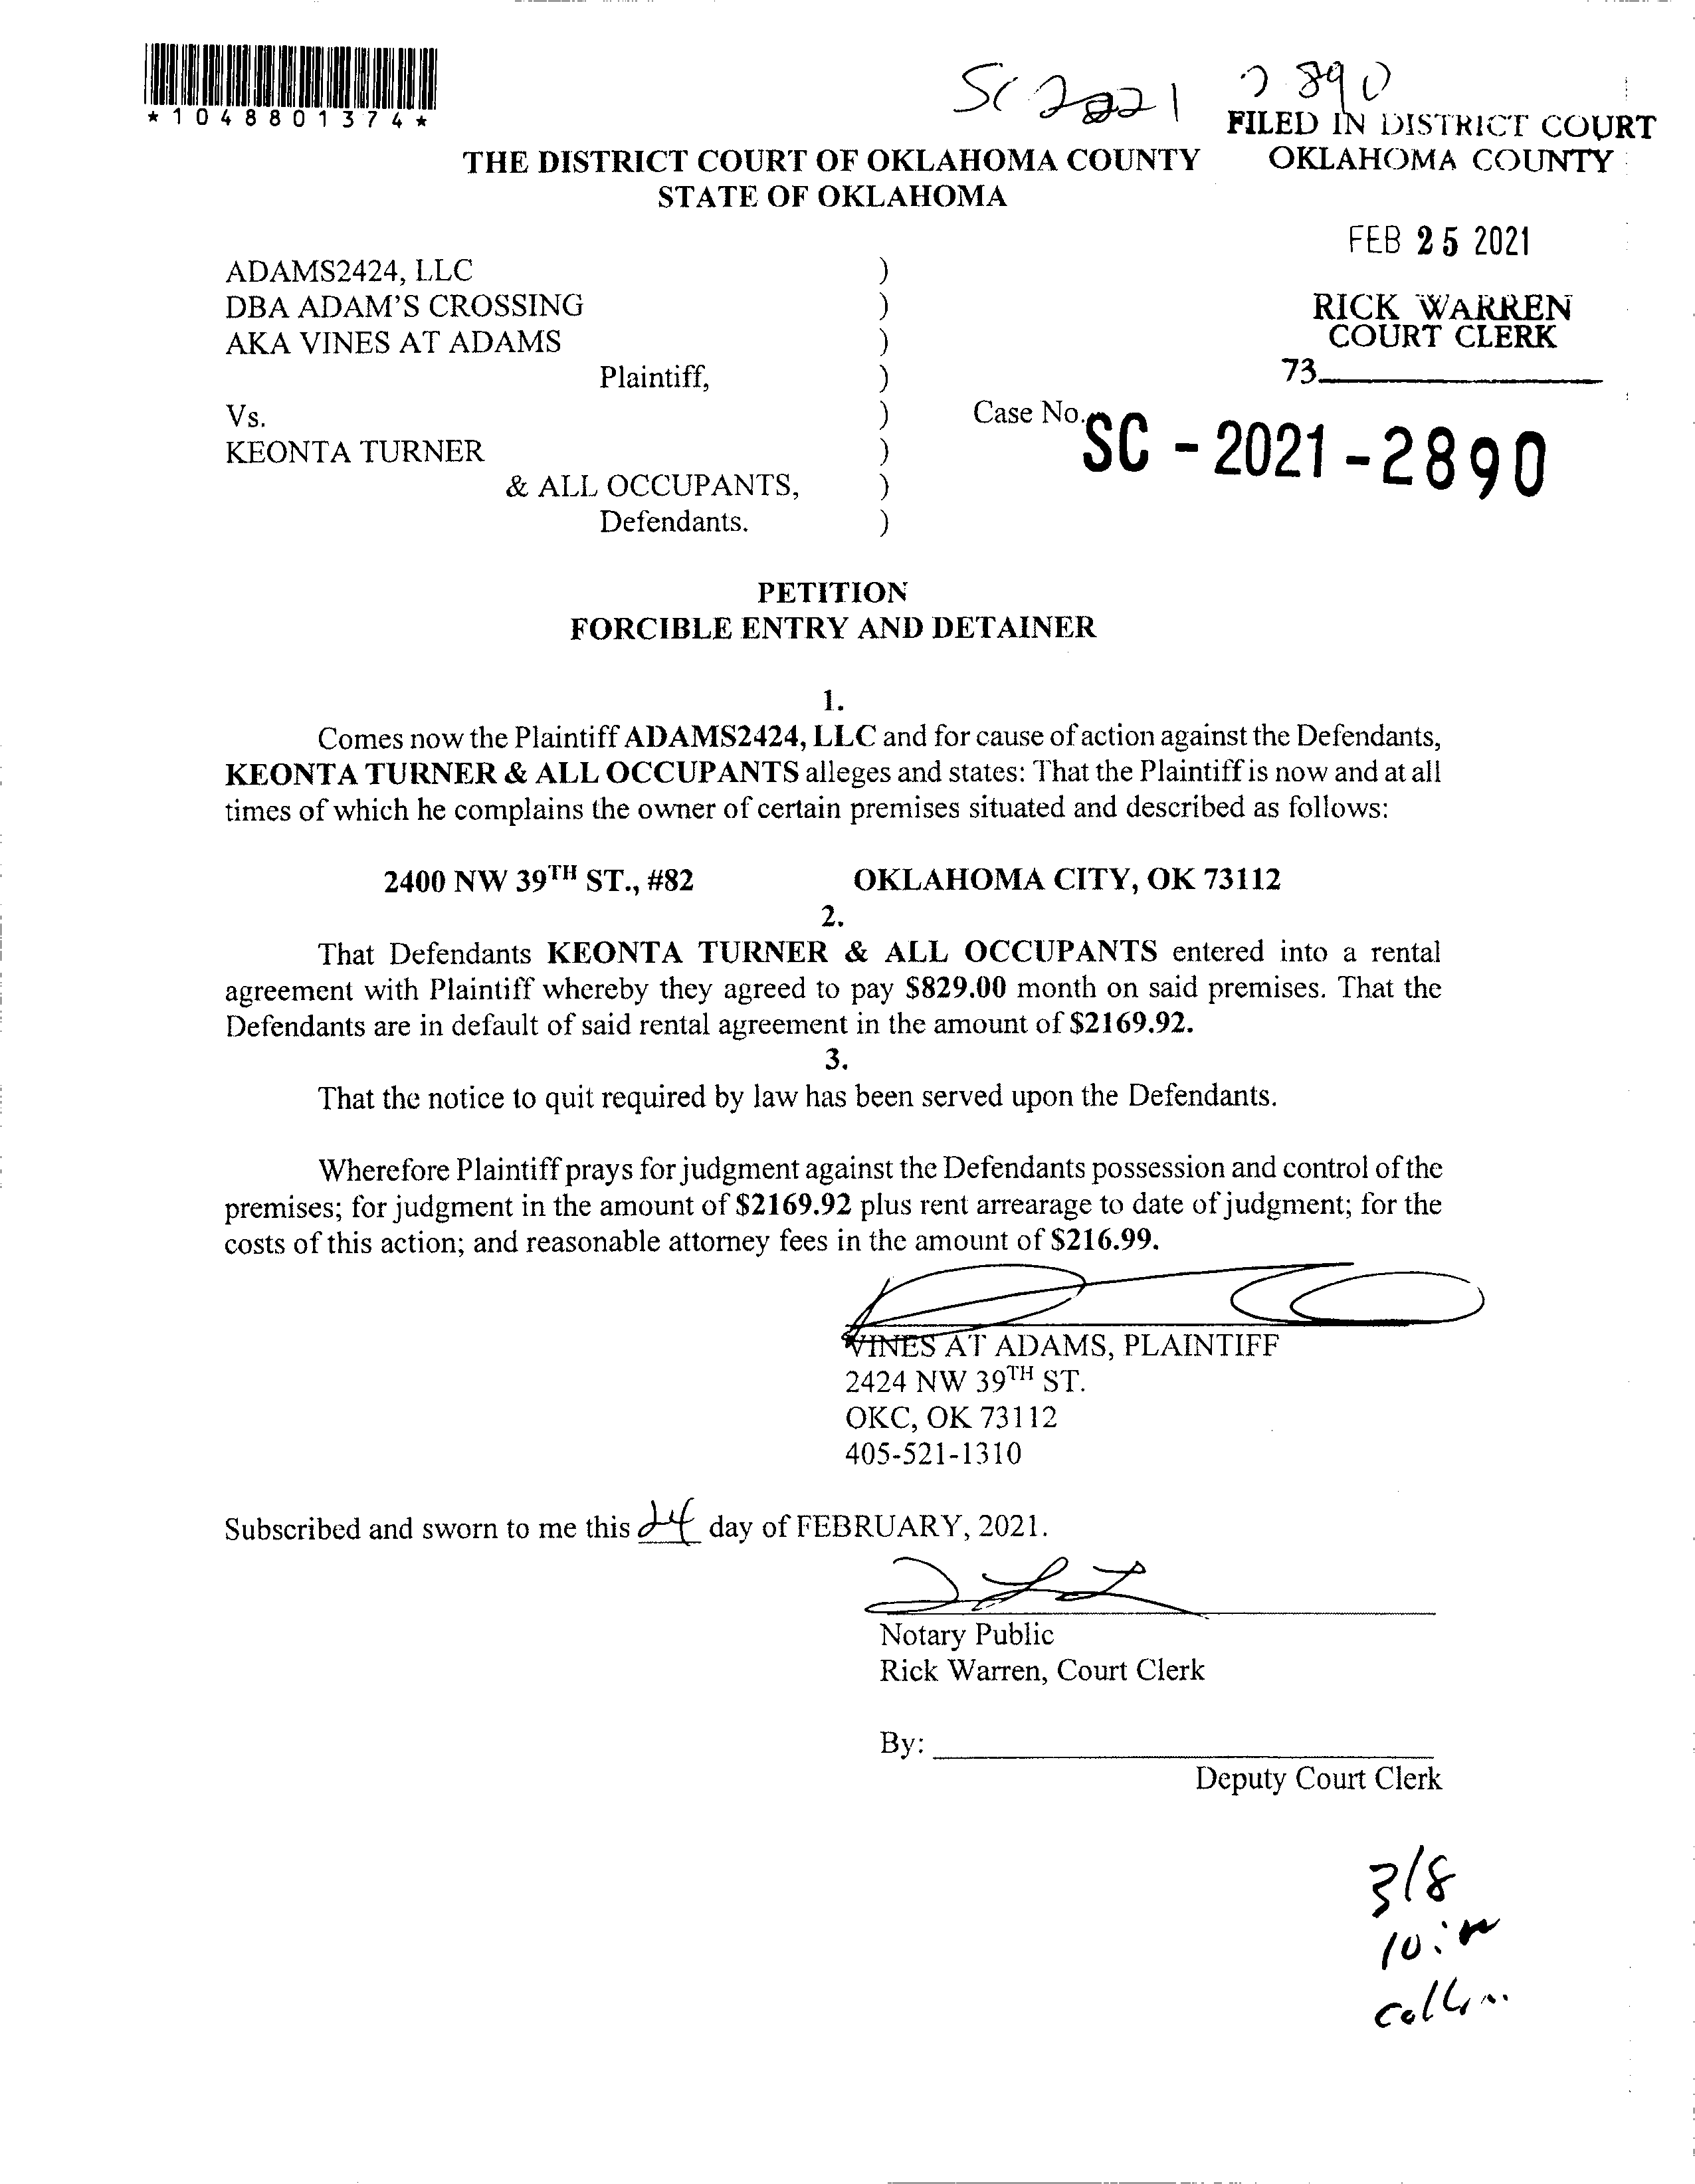 *1048801374*
SC 2021 2890
FILED IN DISTRICT COURT
OKLAHOMA COUNTY
THE DISTRICT COURT OF OKLAHOMA COUNTY
STATE OF OKLAHOMA
FEB 25 2021
RICK WARREN
COURT CLERK
73
ADAMS2424, LLC )
DBA ADAM'S CROSSING )
AKA VINES AT ADAMS )
Plaintiff, )
Vs. ) Case No. SC - 2021 - 2890
KEONTA TURNER )
& ALL OCCUPANTS, )
Defendants. )
PETITION
FORCIBLE ENTRY AND DETAINER
1.
Comes now the Plaintiff ADAMS2424, LLC and for cause of action against the Defendants,
KEONTA TURNER & ALL OCCUPANTS alleges and states: That the Plaintiff is now and at all
times of which he complains the owner of certain premises situated and described as follows:
2400 NW 39TH ST., #82 OKLAHOMA CITY, OK 73112
2.
That Defendants KEONTA TURNER & ALL OCCUPANTS entered into a rental
agreement with Plaintiff whereby they agreed to pay $829.00 month on said premises. That the
Defendants are in default of said rental agreement in the amount of $2169.92.
3.
That the notice to quit required by law has been served upon the Defendants.
Wherefore Plaintiff prays for judgment against the Defendants possession and control of the
premises; for judgment in the amount of $2169.92 plus rent arrearage to date of judgment; for the
costs of this action; and reasonable attorney fees in the amount of $216.99.
VINES AT ADAMS, PLAINTIFF
2424 NW 39TH ST.
OKC, OK 73112
405-521-1310
Subscribed and sworn to me this 24 day of FEBRUARY, 2021.
Notary Public
Rick Warren, Court Clerk
By:
Deputy Court Clerk
3/8